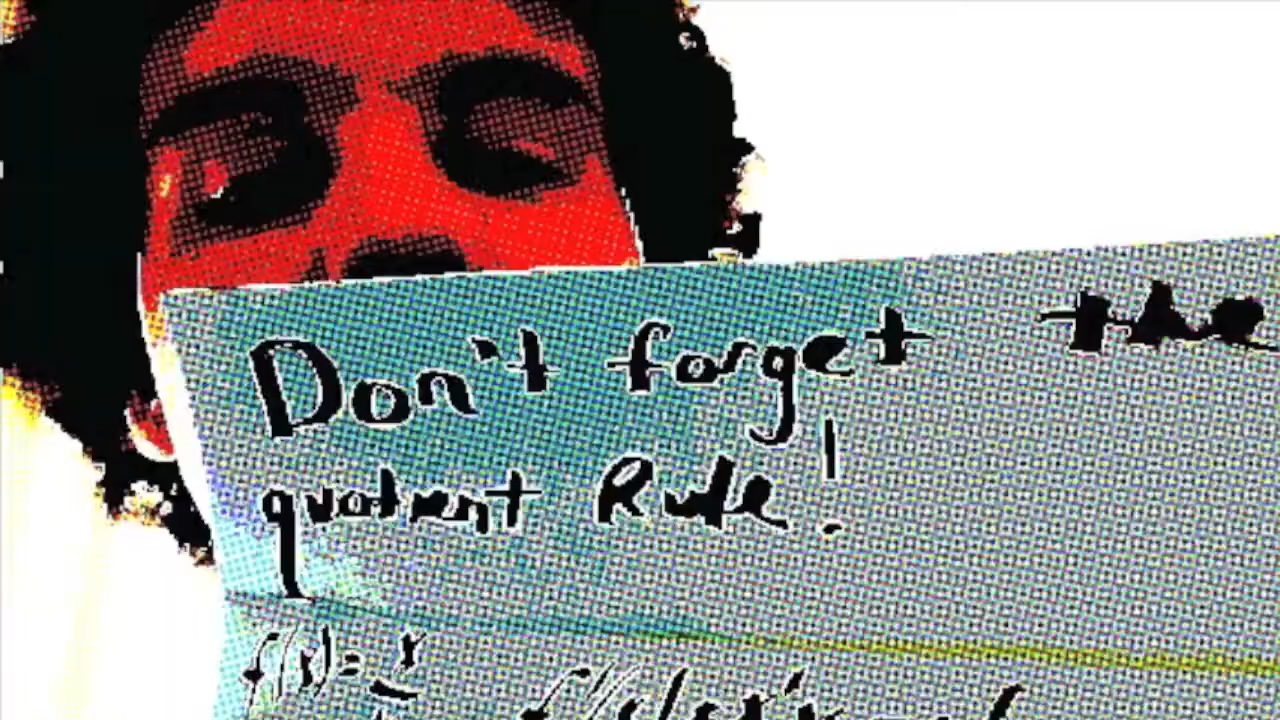 Don't forget the
quotient Rule!
f(x)= x